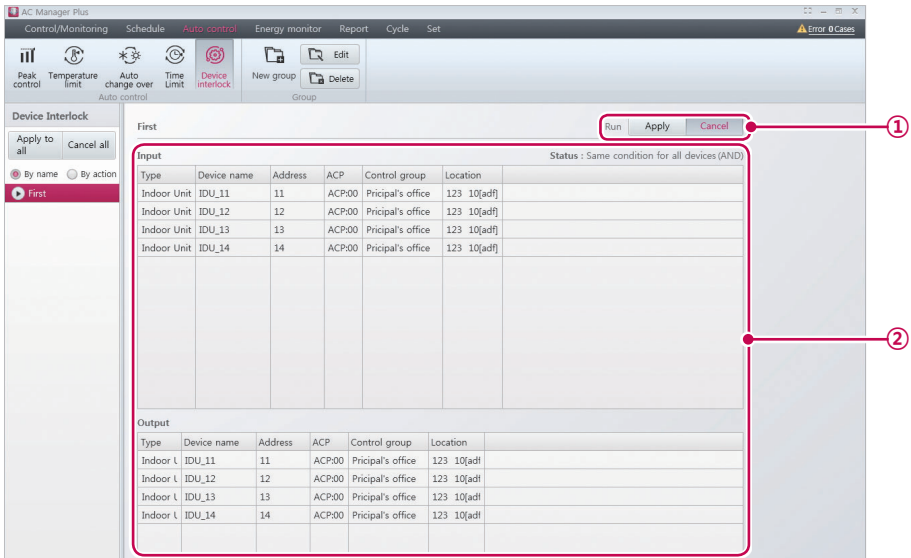 AC Manager Plus
Control/Monitoring Schedule Auto control Energy monitor Report Cycle Set Error 0 Cases
Peak control Temperature limit Auto change over Time Limit Device interlock New group Edit Delete
Auto control Group
Device Interlock
Apply to all Cancel all
By name By action
First
First Run Apply Cancel ①
Input Status : Same condition for all devices(AND)
Type Device name Address ACP Control group Location
Indoor Unit IDU_11 11 ACP:00 Pricipal's office 123 10[adf]
Indoor Unit IDU_12 12 ACP:00 Pricipal's office 123 10[adf]
Indoor Unit IDU_13 13 ACP:00 Pricipal's office 123 10[adf]
Indoor Unit IDU_14 14 ACP:00 Pricipal's office 123 10[adf]
②
Output
Type Device name Address ACP Control group Location
Indoor U IDU_11 11 ACP:00 Pricipal's office 123 10[adf
Indoor U IDU_12 12 ACP:00 Pricipal's office 123 10[adf
Indoor U IDU_13 13 ACP:00 Pricipal's office 123 10[adf
Indoor U IDU_14 14 ACP:00 Pricipal's office 123 10[adf